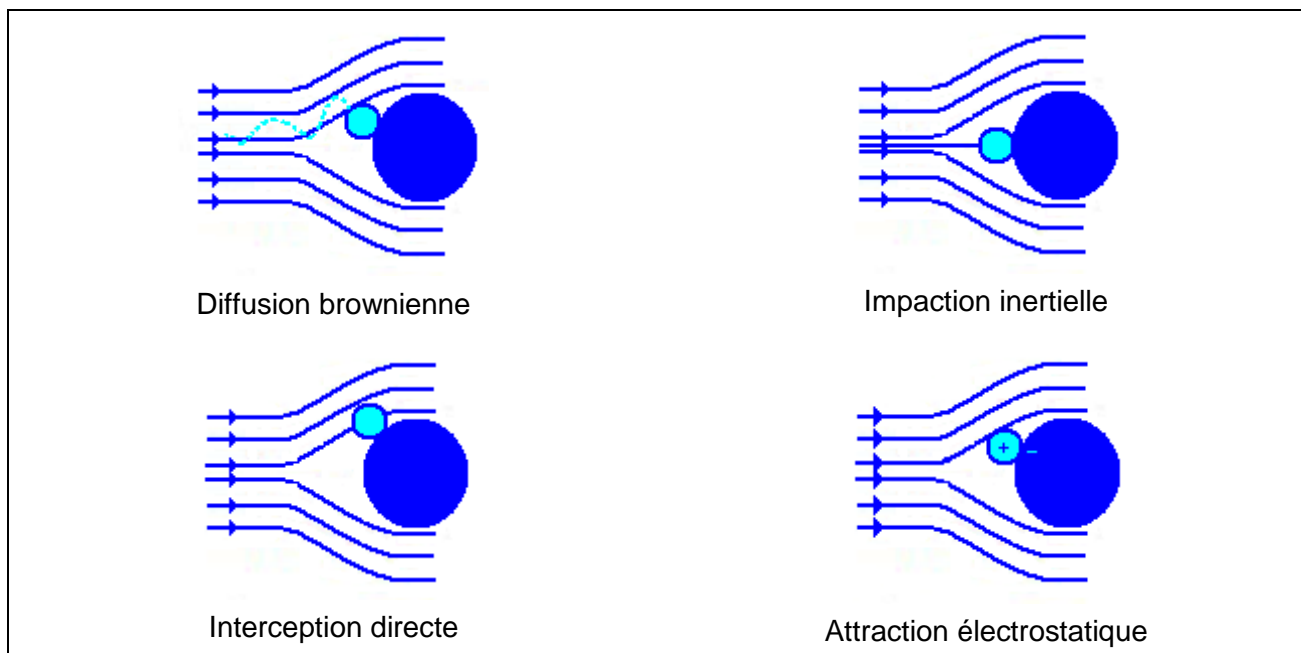 Diffusion brownienne
Impaction inertielle
+ −
Interception directe
Attraction électrostatique